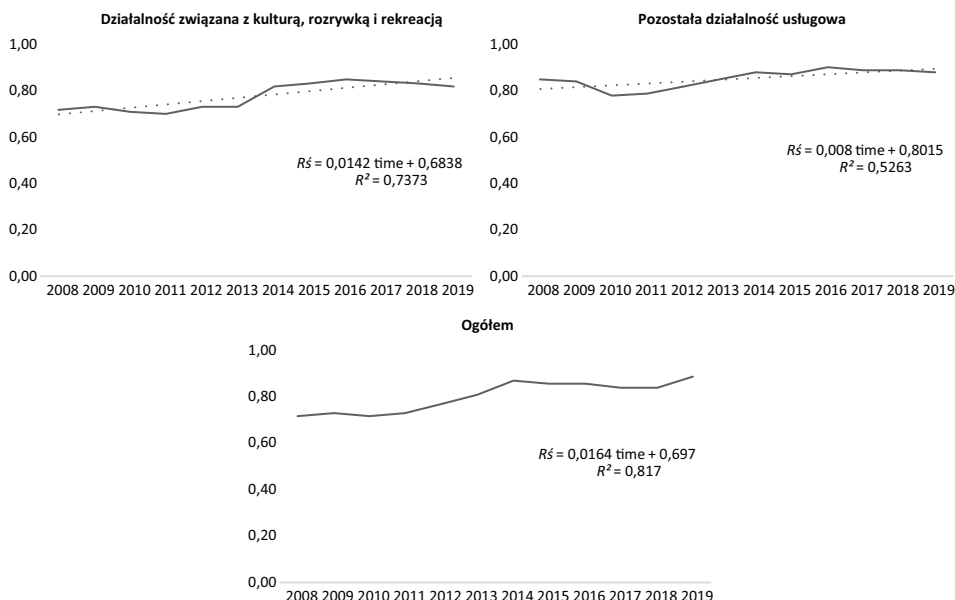 Działalność związana z kulturą, rozrywką i rekreacją
1,00
0,80
0,60
0,40
0,20
0,00
Rś = 0,0142 time + 0,6838
R² = 0,7373
2008 2009 2010 2011 2012 2013 2014 2015 2016 2017 2018 2019
Pozostała działalność usługowa
1,00
0,80
0,60
0,40
0,20
0,00
Rś = 0,008 time + 0,8015
R² = 0,5263
2008 2009 2010 2011 2012 2013 2014 2015 2016 2017 2018 2019
Ogółem
1,00
0,80
0,60
0,40
0,20
0,00
Rś = 0,0164 time + 0,697
R² = 0,817
2008 2009 2010 2011 2012 2013 2014 2015 2016 2017 2018 2019